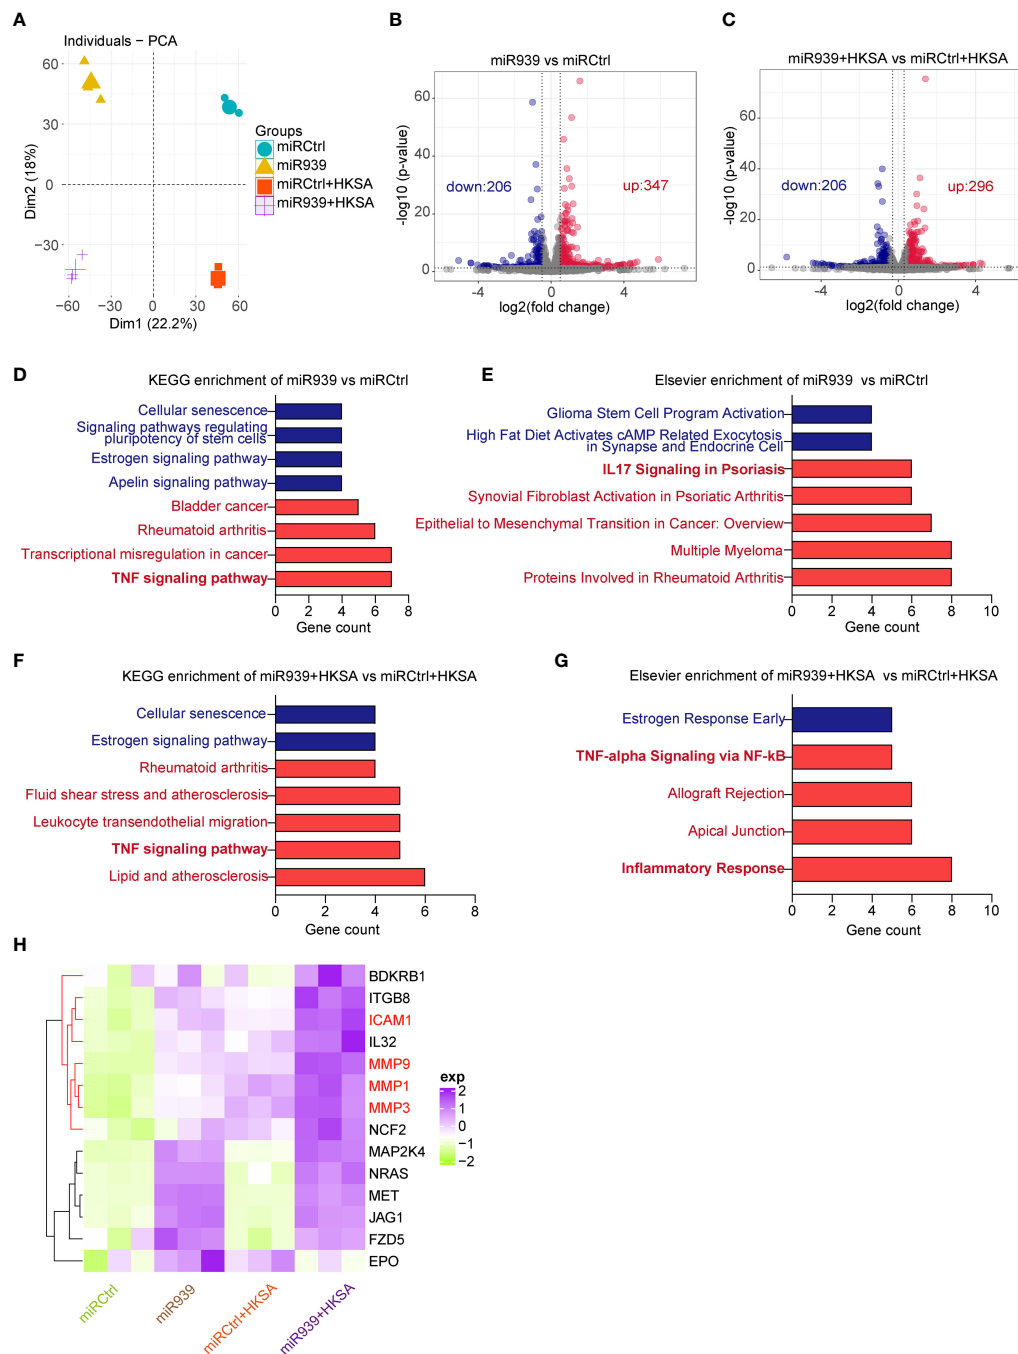 A
Individuals − PCA
60
30
0
−30
−60
−30
0
30
60
Dim2 (18%)
Dim1 (22.2%)
Groups
miRCtrl
miR939
miRCtrl+HKSA
miR939+HKSA
B
miR939 vs miRCtrl
60
40
20
0
-4
0
4
-log10 (p-value)
log2(fold change)
down:206
up:347
C
miR939+HKSA vs miRCtrl+HKSA
60
40
20
0
-4
0
4
-log10 (p-value)
log2(fold change)
down:206
up:296
D
KEGG enrichment of miR939 vs miRCtrl
Cellular senescence
Signaling pathways regulating
pluripotency of stem cells
Estrogen signaling pathway
Apelin signaling pathway
Bladder cancer
Rheumatoid arthritis
Transcriptional misregulation in cancer
TNF signaling pathway
0 2 4 6 8
Gene count
E
Elsevier enrichment of miR939 vs miRCtrl
Glioma Stem Cell Program Activation
High Fat Diet Activates cAMP Related Exocytosis
in Synapse and Endocrine Cell
IL17 Signaling in Psoriasis
Synovial Fibroblast Activation in Psoriatic Arthritis
Epithelial to Mesenchymal Transition in Cancer: Overview
Multiple Myeloma
Proteins Involved in Rheumatoid Arthritis
0 2 4 6 8 10
Gene count
F
KEGG enrichment of miR939+HKSA vs miRCtrl+HKSA
Cellular senescence
Estrogen signaling pathway
Rheumatoid arthritis
Fluid shear stress and atherosclerosis
Leukocyte transendothelial migration
TNF signaling pathway
Lipid and atherosclerosis
0 2 4 6 8
Gene count
G
Elsevier enrichment of miR939+HKSA vs miRCtrl+HKSA
Estrogen Response Early
TNF-alpha Signaling via NF-kB
Allograft Rejection
Apical Junction
Inflammatory Response
0 2 4 6 8 10
Gene count
H
BDKRB1
ITGB8
ICAM1
IL32
MMP9
MMP1
MMP3
NCF2
MAP2K4
NRAS
MET
JAG1
FZD5
EPO
exp
2
1
0
−1
−2
miRCtrl
miR939
miRCtrl+HKSA
miR939+HKSA